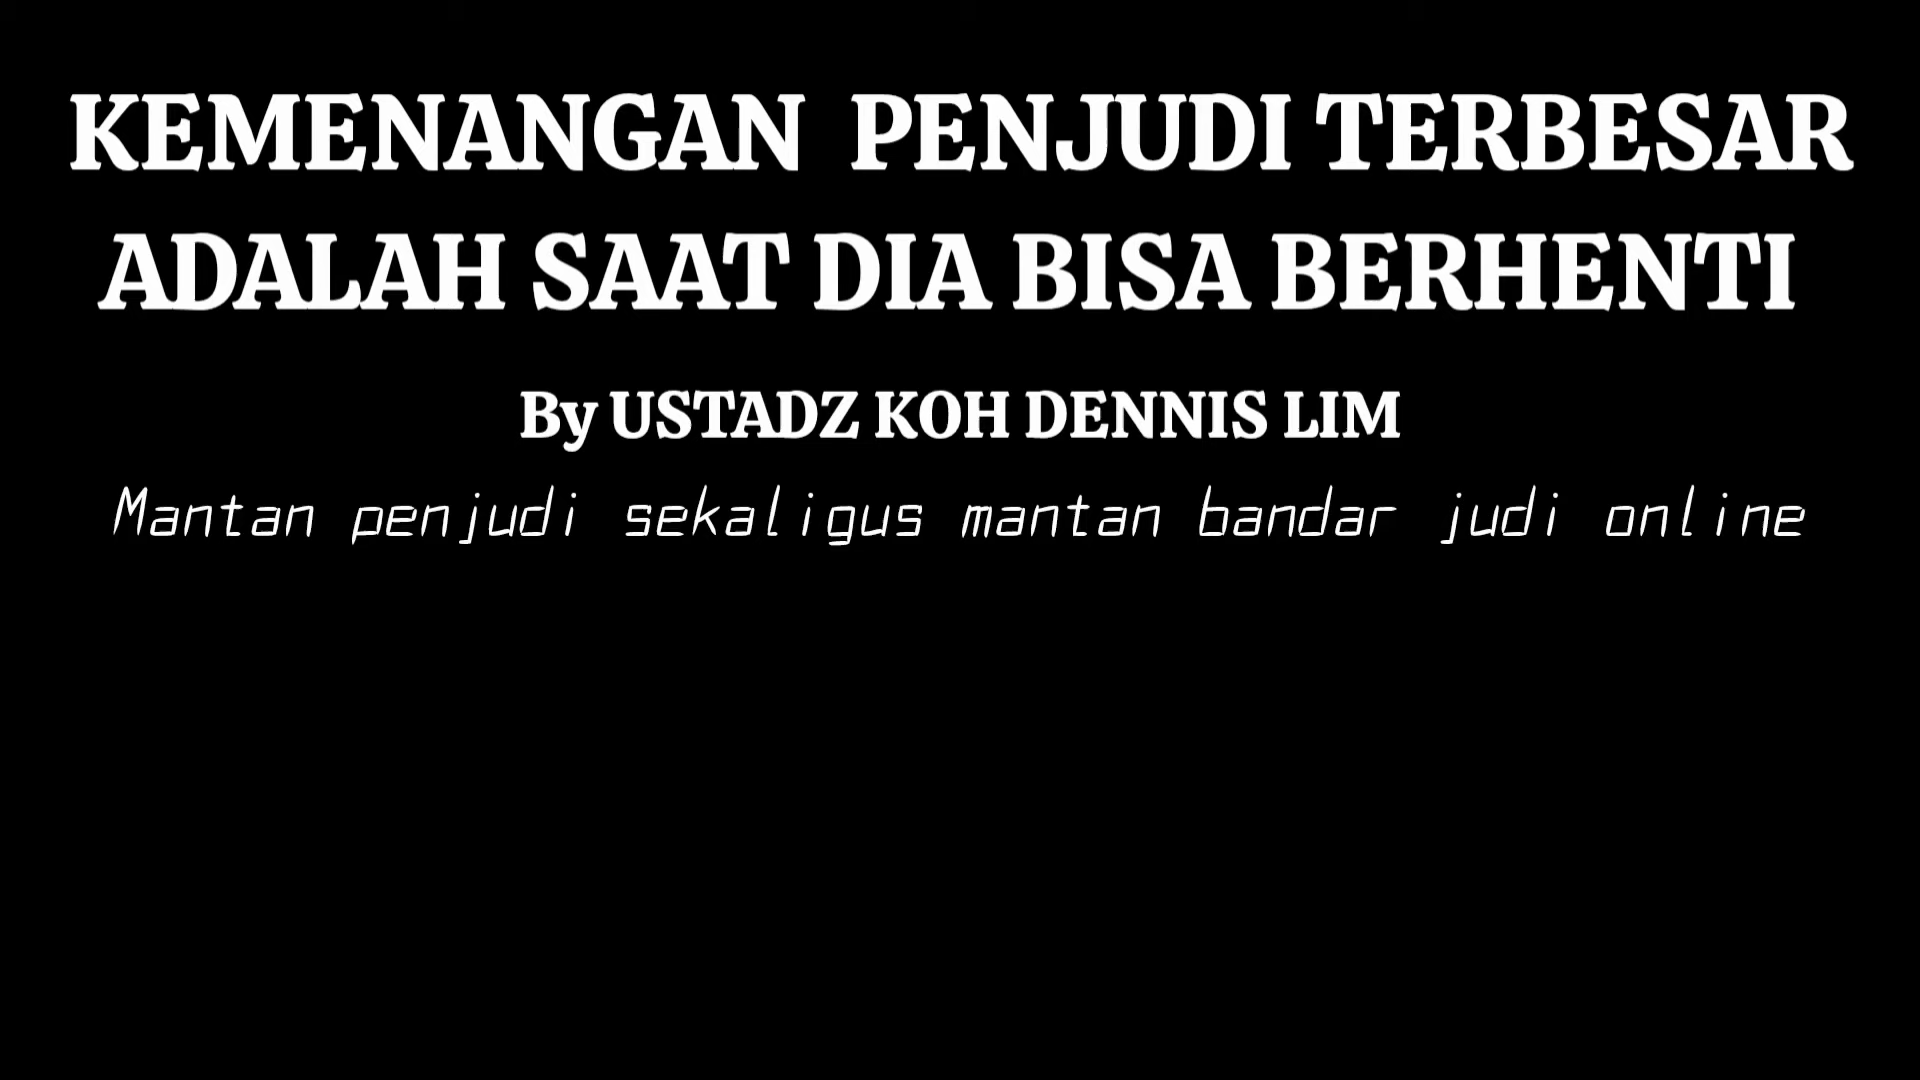 KEMENANGAN PENJUDI TERBESAR
ADALAH SAAT DIA BISA BERHENTI
By USTADZ KOH DENNIS LIM
Mantan penjudi sekaligus mantan bandar judi online